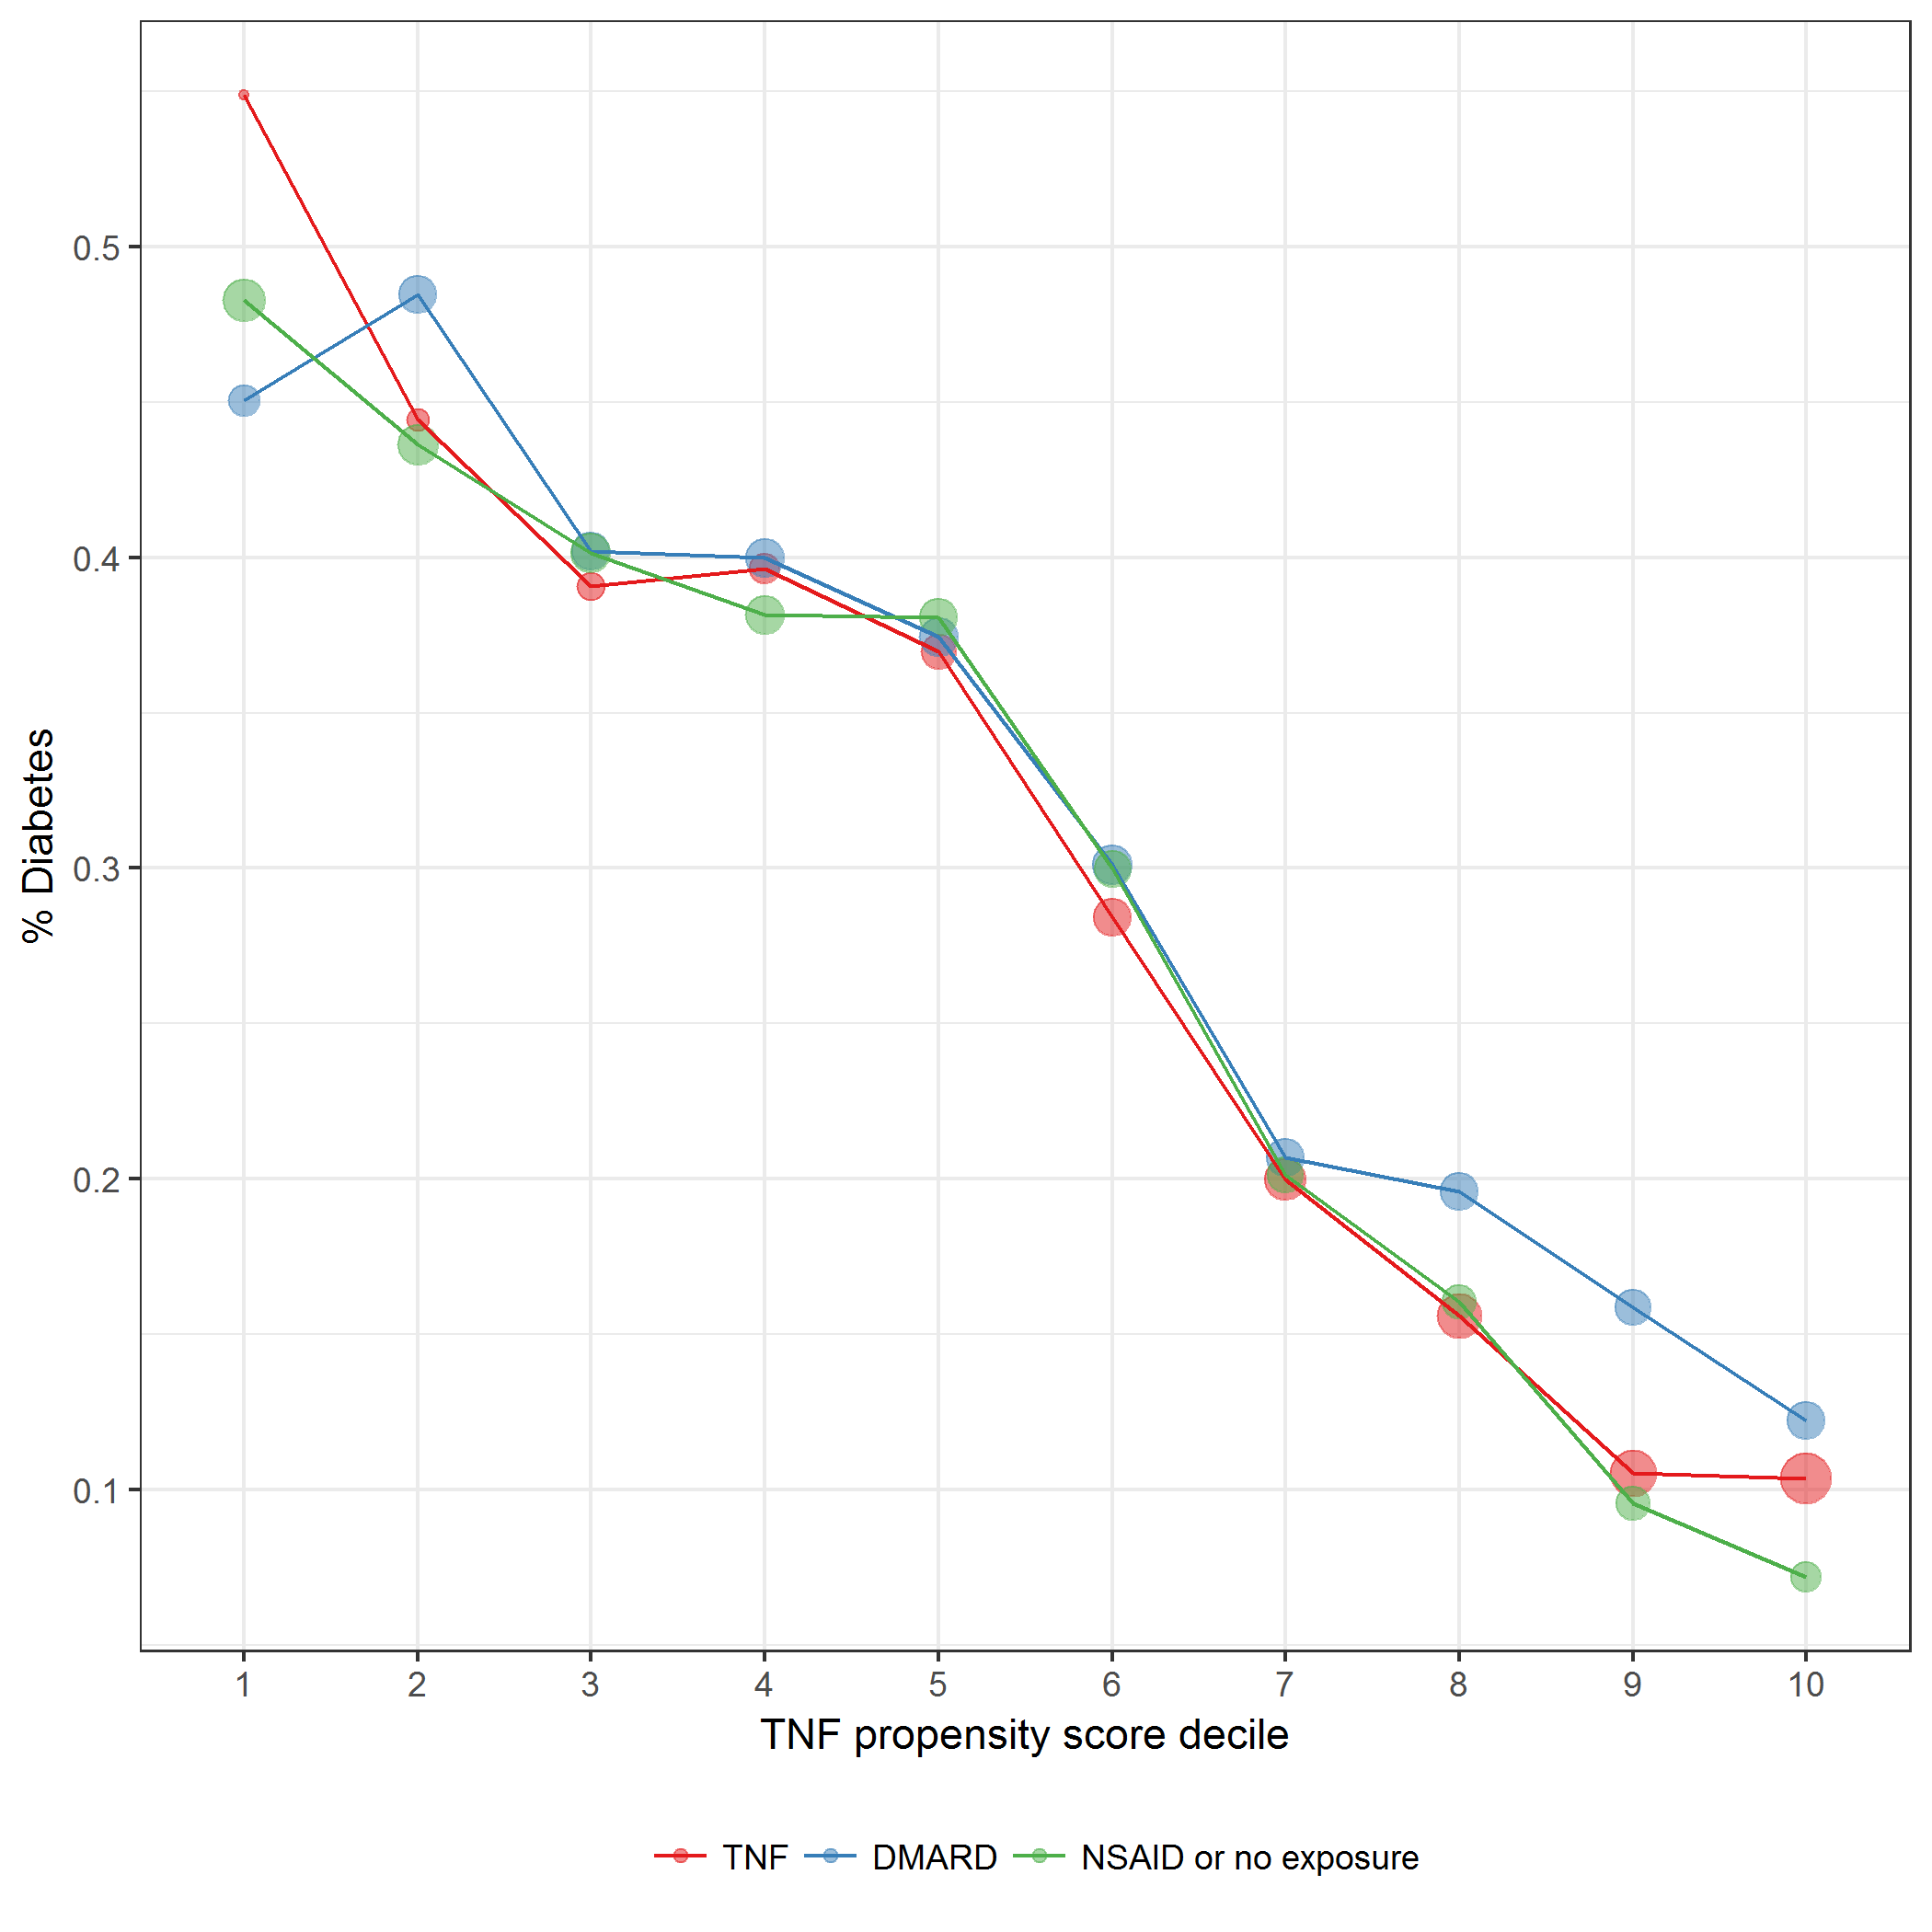 % Diabetes
0.5
0.4
0.3
0.2
0.1
1 2 3 4 5 6 7 8 9 10
TNF propensity score decile
TNF DMARD NSAID or no exposure